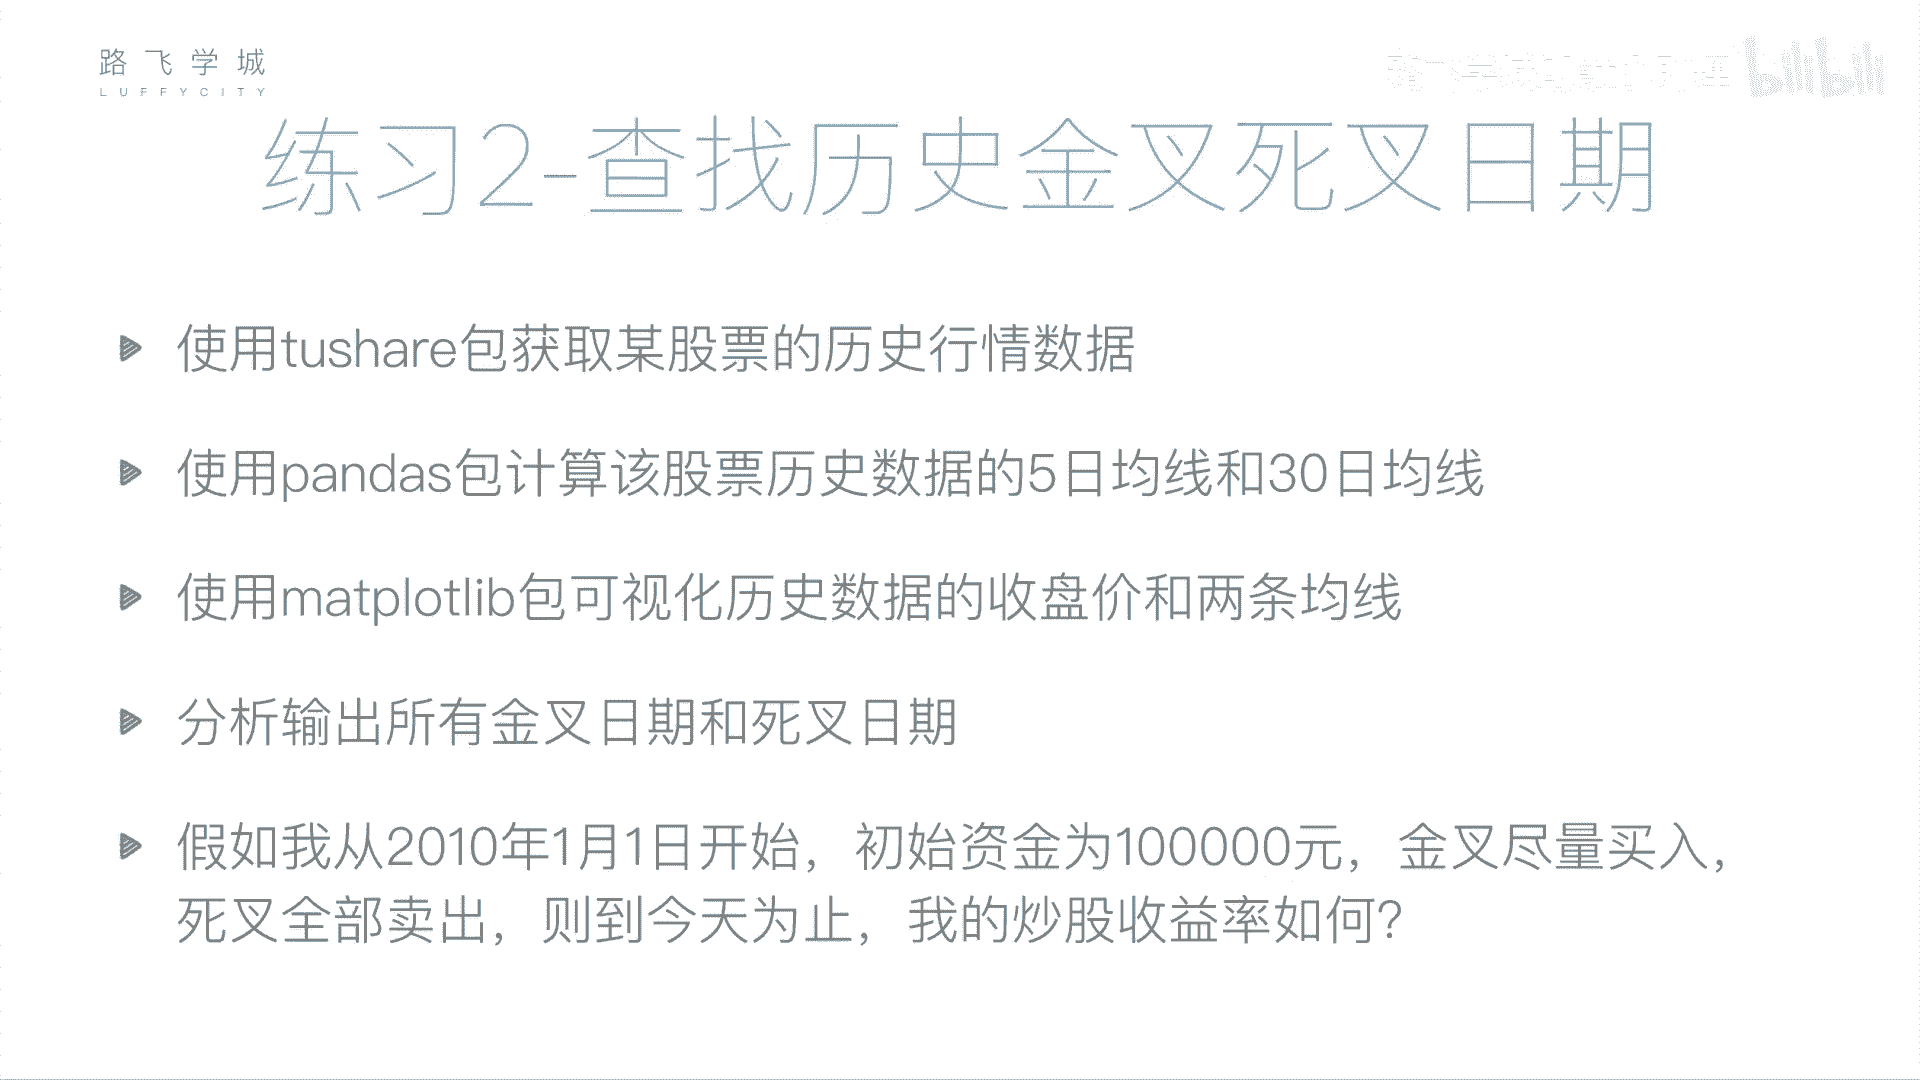 路飞学城
LUFFYCITY
bilibili
练习2-查找历史金叉死叉日期
使用tushare包获取某股票的历史行情数据
使用pandas包计算该股票历史数据的5日均线和30日均线
使用matplotlib包可视化历史数据的收盘价和两条均线
分析输出所有金叉日期和死叉日期
假如我从2010年1月1日开始，初始资金为100000元，金叉尽量买入，
死叉全部卖出，则到今天为止，我的炒股收益率如何？